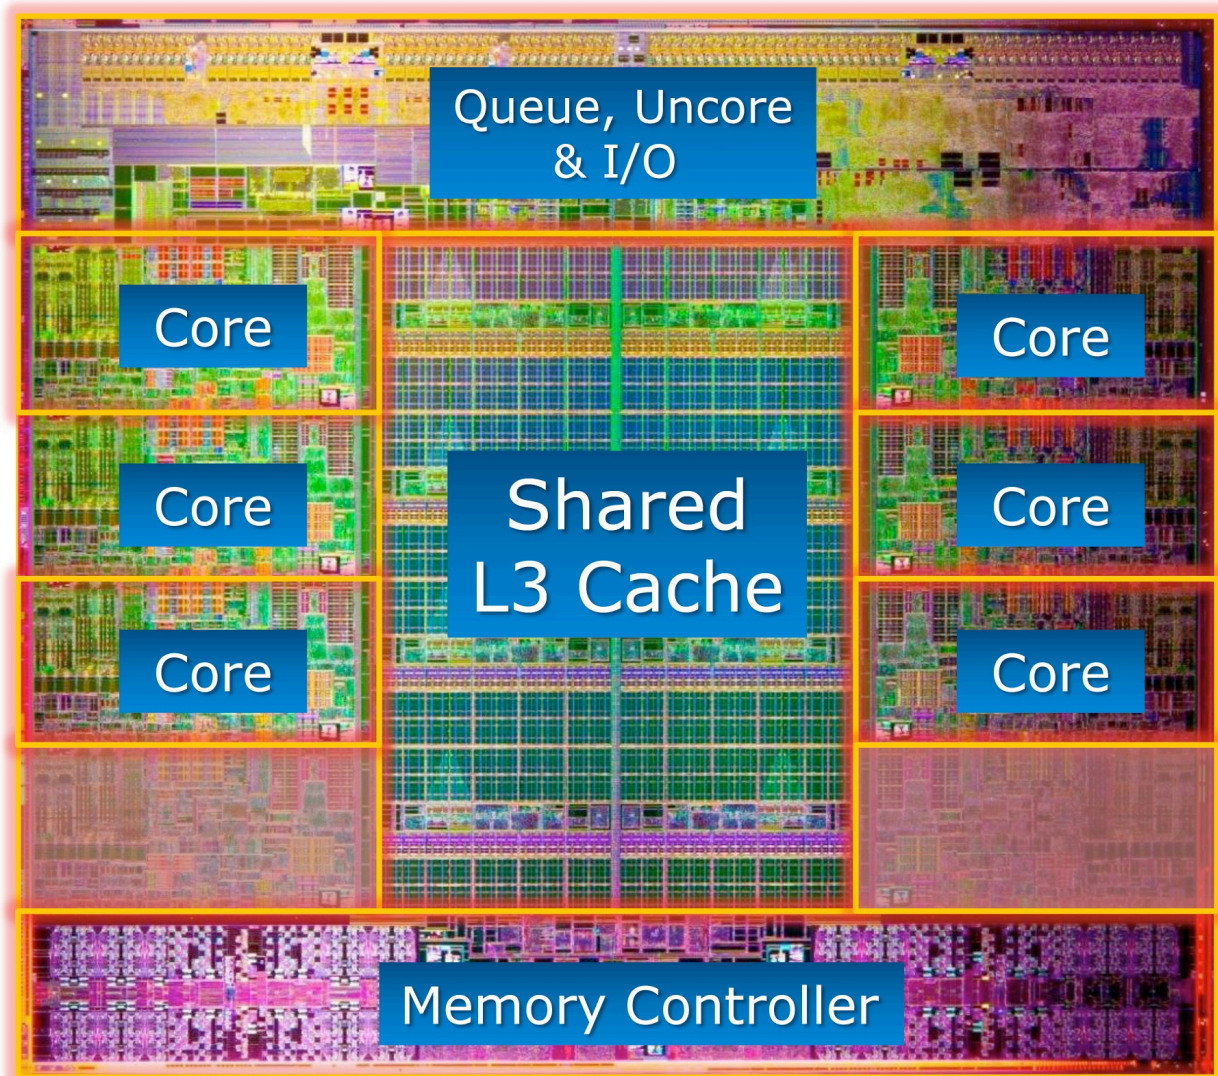 Queue, Uncore
& I/O
Core
Core
Shared
L3 Cache
Core
Core
Core
Core
Memory Controller